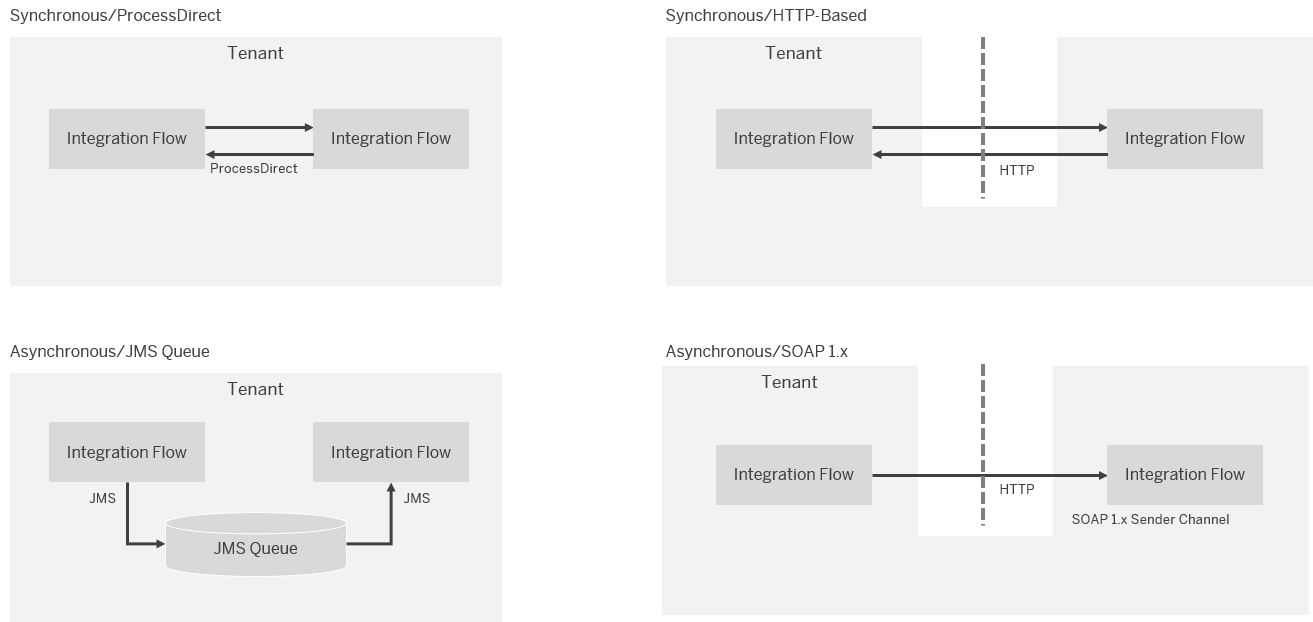 Synchronous/ProcessDirect
Tenant
Integration Flow
Integration Flow
ProcessDirect
Synchronous/HTTP-Based
Tenant
Integration Flow
Integration Flow
HTTP
Asynchronous/JMS Queue
Tenant
Integration Flow
Integration Flow
JMS
JMS
JMS Queue
Asynchronous/SOAP 1.x
Tenant
Integration Flow
Integration Flow
HTTP
SOAP 1.x Sender Channel